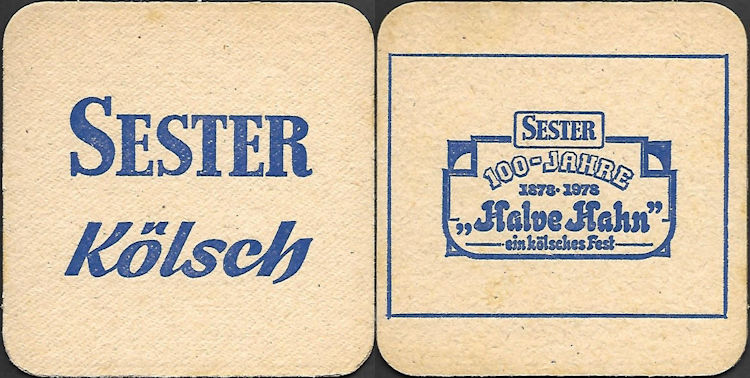 SESTER
Kölsch
SESTER
100-JAHRE
1878·1978
„Halve Hahn”
ein kölsches Fest